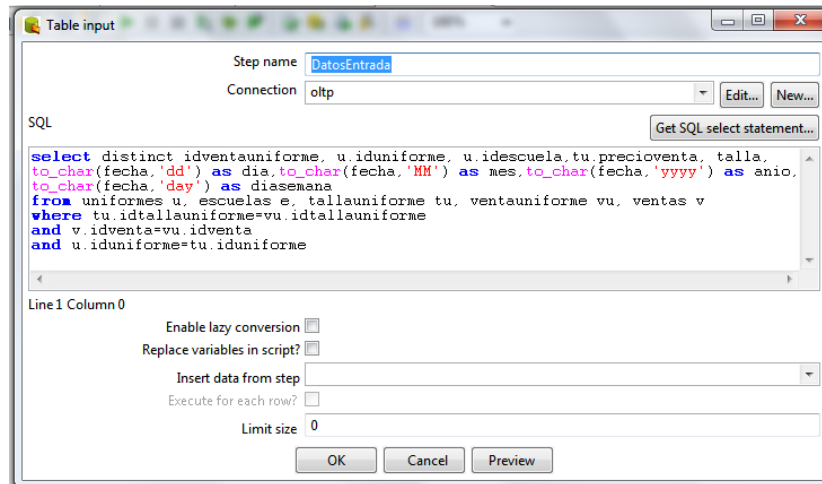 Table input
Step name DatosEntrada
Connection oltp Edit... New...
SQL Get SQL select statement...
select distinct idventauniforme, u.iduniforme, u.idescuela,tu.precioventa, talla,
to_char(fecha,'dd') as dia,to_char(fecha,'MM') as mes,to_char(fecha,'yyyy') as anio,
to_char(fecha,'day') as diasemana
from uniformes u, escuelas e, tallauniforme tu, ventauniforme vu, ventas v
where tu.idtallauniforme=vu.idtallauniforme
and v.idventa=vu.idventa
and u.iduniforme=tu.iduniforme
Line 1 Column 0
Enable lazy conversion
Replace variables in script?
Insert data from step
Execute for each row?
Limit size 0
OK Cancel Preview